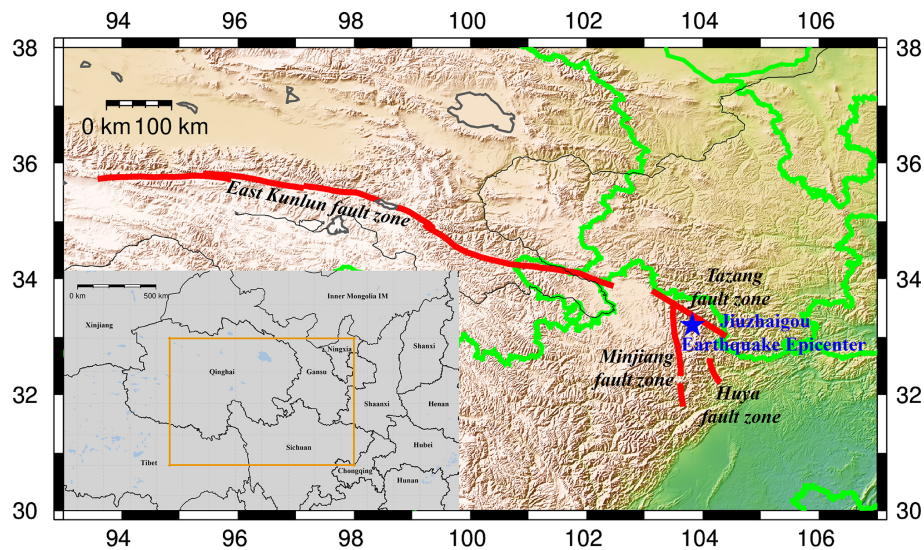 94 96 98 100 102 104 106
38 38
0 km 100 km
36 36
East Kunlun fault zone
34 34
Tazang
fault zone
Jiuzhaigou
Earthquake Epicenter
Minjiang
fault zone
Huya
fault zone
32 32
30 30
94 96 98 100 102 104 106
0 km 500 km
Inner Mongolia IM
Xinjiang
Ningxia
Shanxi
Qinghai
Gansu
Shaanxi
Henan
Sichuan
Hubei
Tibet
Chongqing
Hunan